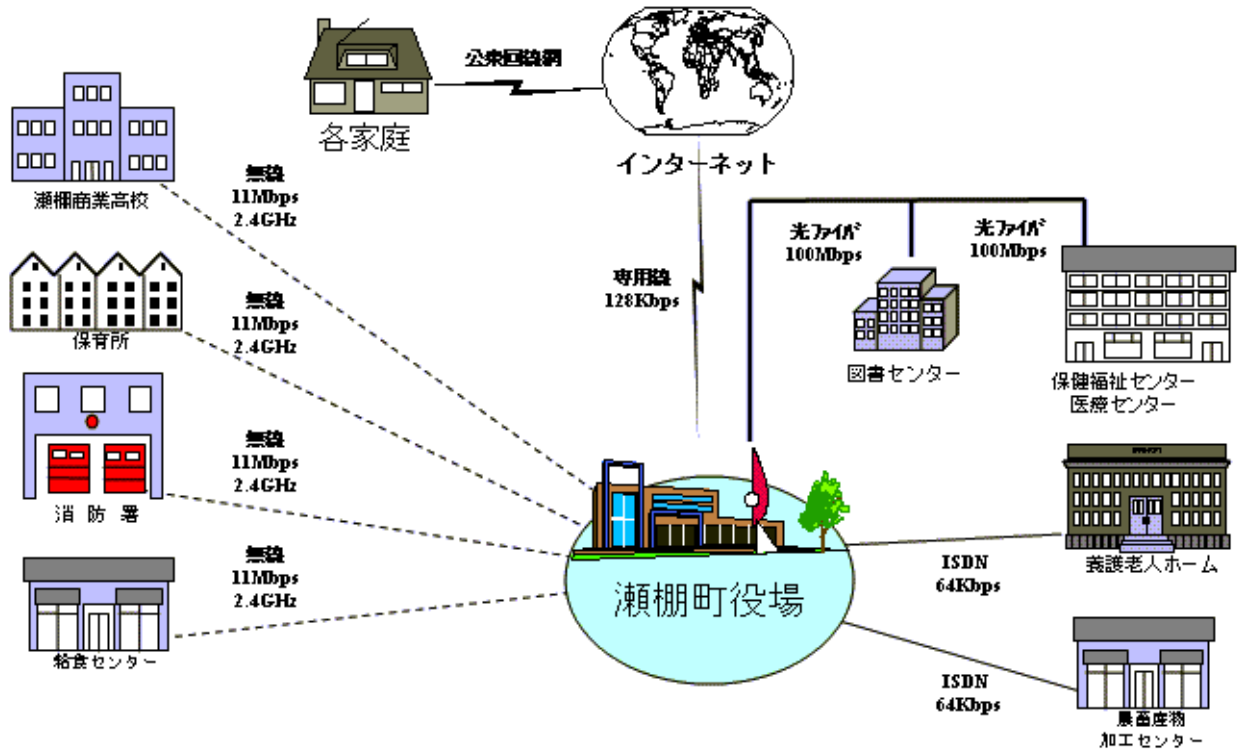 公衆回線網
各家庭
インターネット
瀬棚商業高校
無線
11Mbps
2.4GHz
光ファイバ
100Mbps
光ファイバ
100Mbps
専用線
128Kbps
保育所
無線
11Mbps
2.4GHz
図書センター
保健福祉センター
医療センター
消防署
無線
11Mbps
2.4GHz
養護老人ホーム
ISDN
64Kbps
給食センター
無線
11Mbps
2.4GHz
瀬棚町役場
ISDN
64Kbps
農畜産物
加工センター